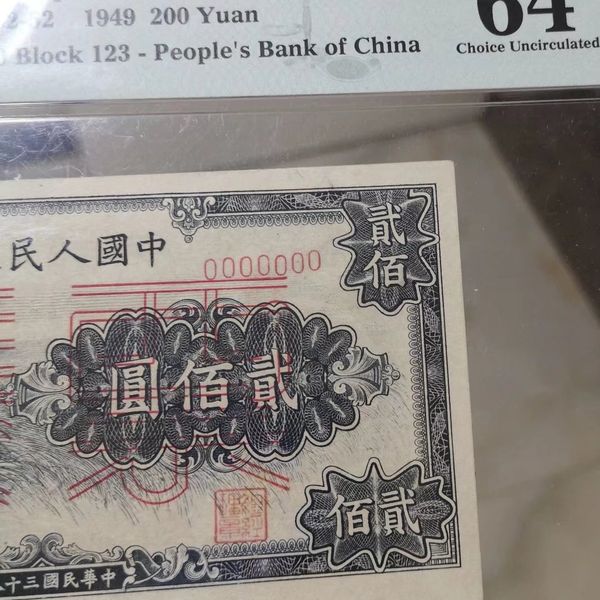 1949 200 Yuan
64
Block 123 - People's Bank of China
Choice Uncirculated
中國人民
0000000
貳佰
貳佰圓
貳佰
中華民國三十